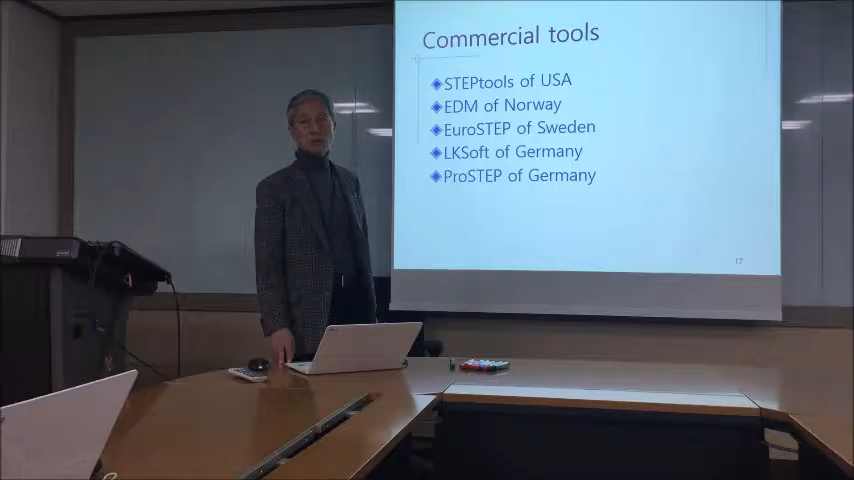 Commercial tools
STEPtools of USA
EDM of Norway
EuroSTEP of Sweden
LKSoft of Germany
ProSTEP of Germany
17